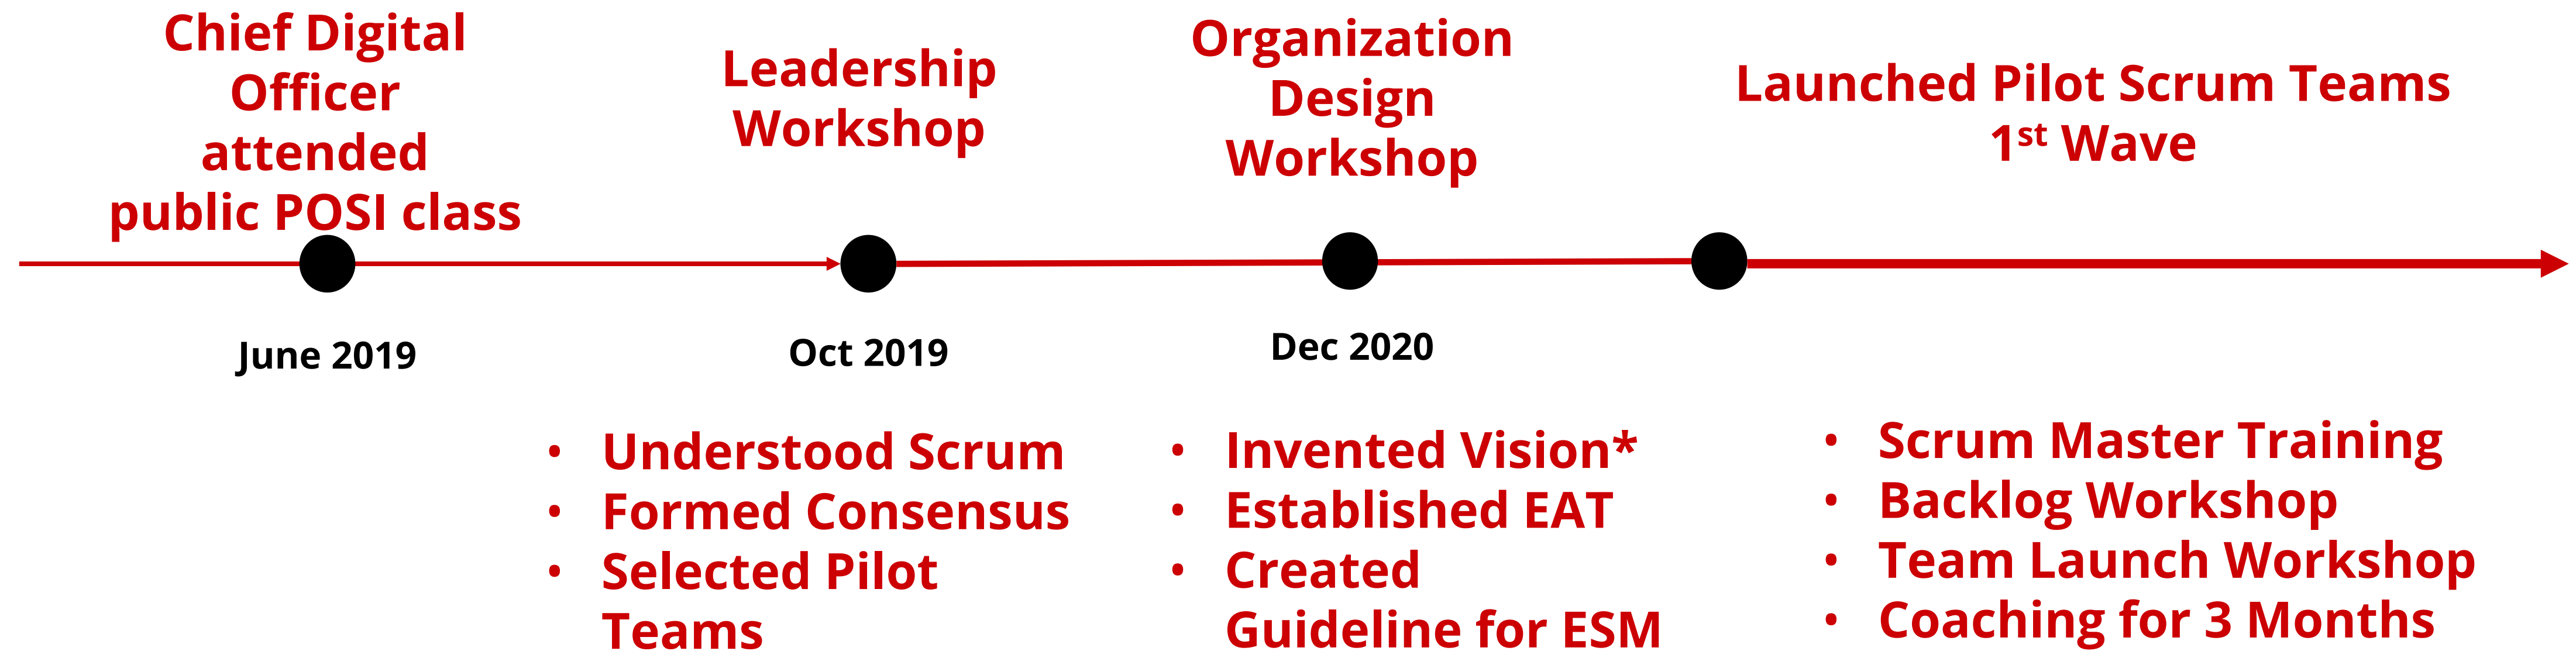 Chief Digital
Officer
attended
public POSI class
Leadership
Workshop
Organization
Design
Workshop
Launched Pilot Scrum Teams
1st Wave
June 2019
Oct 2019
Dec 2020
• Understood Scrum
• Formed Consensus
• Selected Pilot
Teams
• Invented Vision*
• Established EAT
• Created
Guideline for ESM
• Scrum Master Training
• Backlog Workshop
• Team Launch Workshop
• Coaching for 3 Months